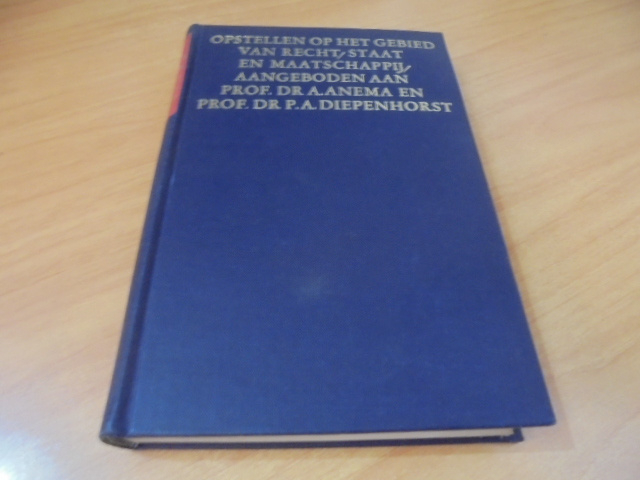 OPSTELLEN OP HET GEBIED
VAN RECHT, STAAT
EN MAATSCHAPPIJ,
AANGEBODEN AAN
PROF. DR A. ANEMA EN
PROF. DR P. A. DIEPENHORST